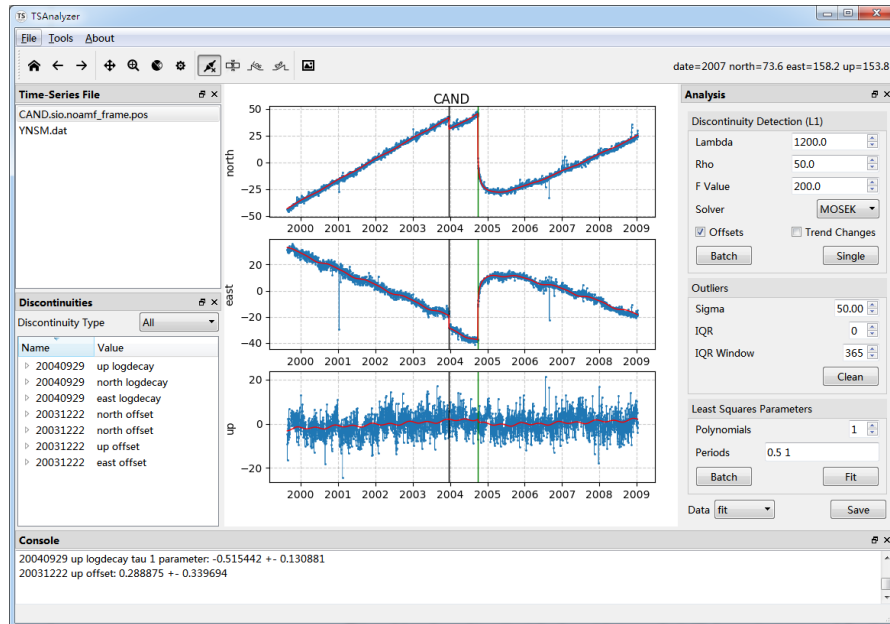 TSAnalyzer
File Tools About
date=2007 north=73.6 east=158.2 up=153.8
Time-Series File
CAND.sio.noamf_frame.pos
YNSM.dat
Discontinuities
Discontinuity Type All
Name Value
20040929 up logdecay
20040929 north logdecay
20040929 east logdecay
20031222 north offset
20031222 north offset
20031222 up offset
20031222 east offset
CAND
north
50
25
0
−25
−50
2000 2001 2002 2003 2004 2005 2006 2007 2008 2009
east
20
0
−20
−40
2000 2001 2002 2003 2004 2005 2006 2007 2008 2009
up
20
0
−20
2000 2001 2002 2003 2004 2005 2006 2007 2008 2009
Analysis
Discontinuity Detection (L1)
Lambda 1200.0
Rho 50.0
F Value 200.0
Solver MOSEK
Offsets Trend Changes
Batch Single
Outliers
Sigma 50.00
IQR 0
IQR Window 365
Clean
Least Squares Parameters
Polynomials 1
Periods 0.5 1
Batch Fit
Data fit Save
Console
20040929 up logdecay tau 1 parameter: -0.515442 +- 0.130881
20031222 up offset: 0.288875 +- 0.339694